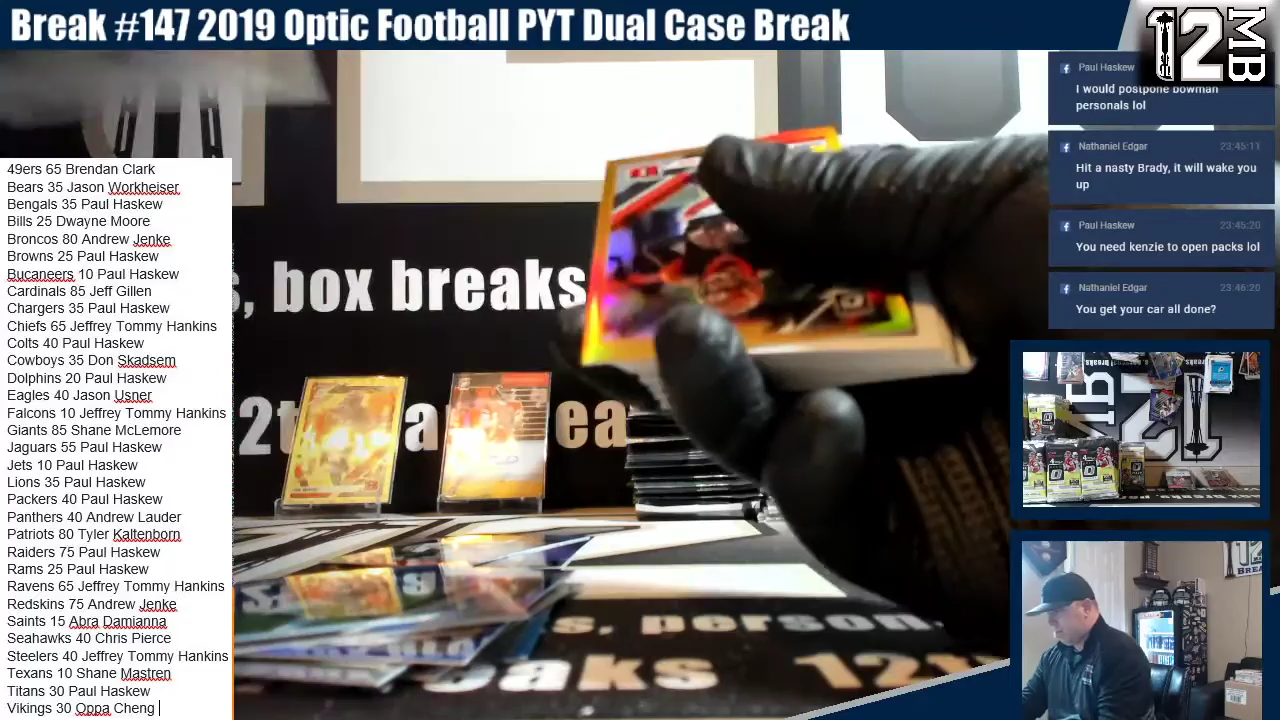 Break #147 2019 Optic Football PYT Dual Case Break
12
MB
Paul Haskew
I would postpone bowman
personals lol
Nathaniel Edgar 23:45:11
Hit a nasty Brady, it will wake you
up
Paul Haskew 23:45:20
You need kenzie to open packs lol
Nathaniel Edgar 23:46:20
You get your car all done?
49ers 65 Brendan Clark
Bears 35 Jason Workheiser
Bengals 35 Paul Haskew
Bills 25 Dwayne Moore
Broncos 80 Andrew Jenke
Browns 25 Paul Haskew
Bucaneers 10 Paul Haskew
Cardinals 85 Jeff Gillen
Chargers 35 Paul Haskew
Chiefs 65 Jeffrey Tommy Hankins
Colts 40 Paul Haskew
Cowboys 35 Don Skadsem
Dolphins 20 Paul Haskew
Eagles 40 Jason Usner
Falcons 10 Jeffrey Tommy Hankins
Giants 85 Shane McLemore
Jaguars 55 Paul Haskew
Jets 10 Paul Haskew
Lions 35 Paul Haskew
Packers 40 Paul Haskew
Panthers 40 Andrew Lauder
Patriots 80 Tyler Kaltenborn
Raiders 75 Paul Haskew
Rams 25 Paul Haskew
Ravens 65 Jeffrey Tommy Hankins
Redskins 75 Andrew Jenke
Saints 15 Abra Damianna
Seahawks 40 Chris Pierce
Steelers 40 Jeffrey Tommy Hankins
Texans 10 Shane Mastren
Titans 30 Paul Haskew
Vikings 30 Oppa Cheng
s, box breaks
2t a ea
s, person
eaks 12t